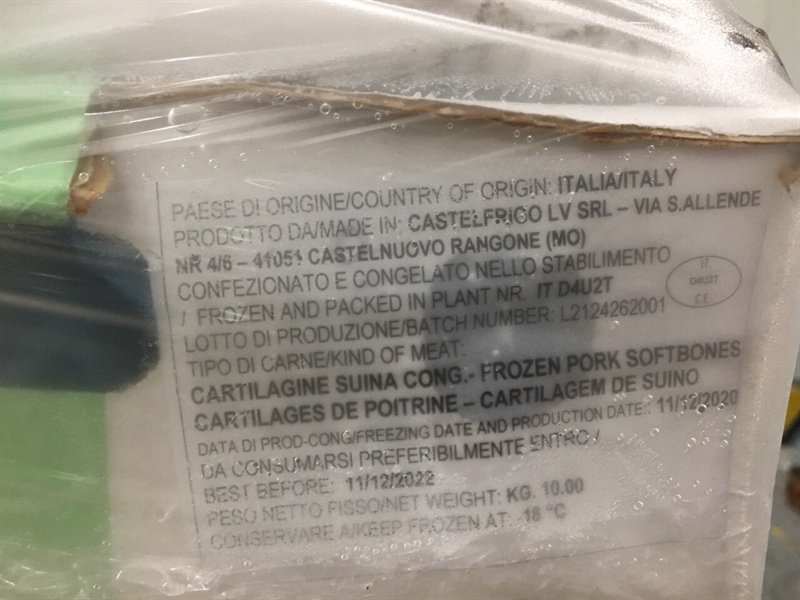 PAESE DI ORIGINE/COUNTRY OF ORIGIN: ITALIA/ITALY
PRODOTTO DA/MADE IN: CASTELFRIGO LV SRL – VIA S.ALLENDE
NR 4/6 – 41051 CASTELNUOVO RANGONE (MO)
CONFEZIONATO E CONGELATO NELLO STABILIMENTO
/ FROZEN AND PACKED IN PLANT NR. IT D4U2T
IT
D4U2T
C.E.
LOTTO DI PRODUZIONE/BATCH NUMBER: L2124262001
TIPO DI CARNE/KIND OF MEAT:
CARTILAGINE SUINA CONG.- FROZEN PORK SOFTBONES
CARTILAGES DE POITRINE – CARTILAGEM DE SUINO
DATA DI PROD-CONG/FREEZING DATE AND PRODUCTION DATE:: 11/12/2020
DA CONSUMARSI PREFERIBILMENTE ENTRO /
BEST BEFORE: 11/12/2022
PESO NETTO FISSO/NET WEIGHT: KG. 10.00
CONSERVARE A/KEEP FROZEN AT: -18 °C